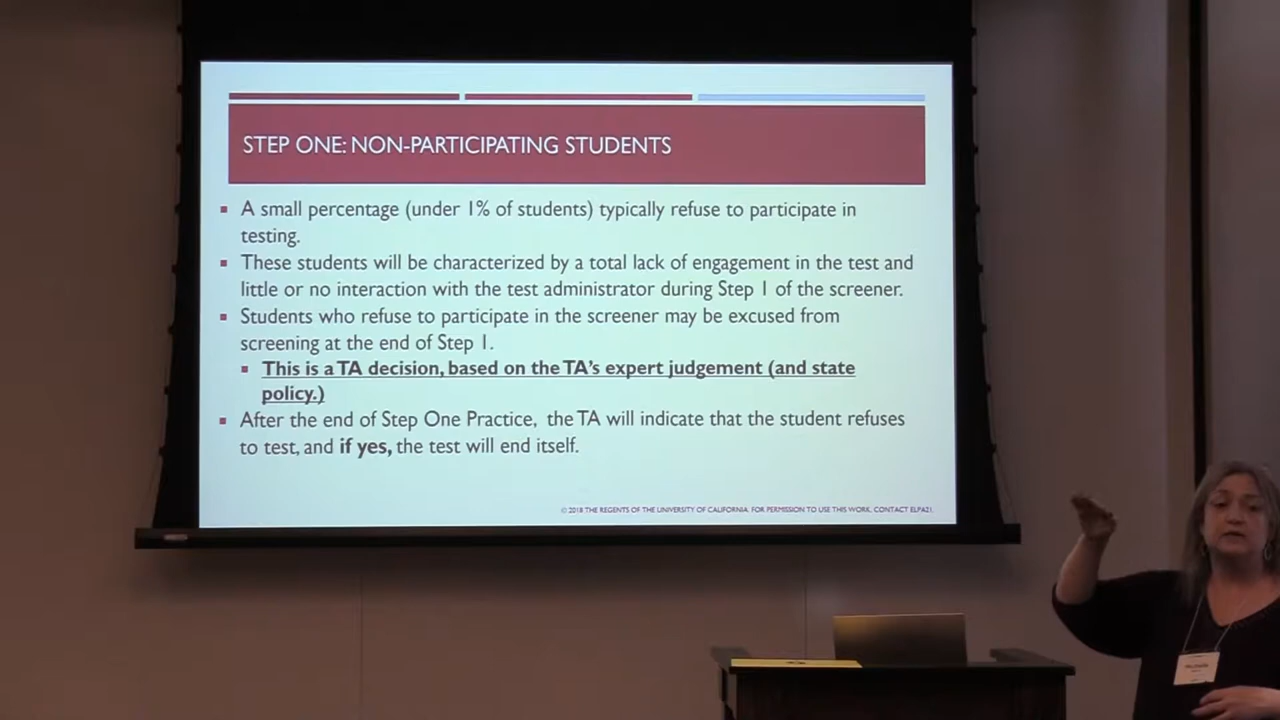 STEP ONE: NON-PARTICIPATING STUDENTS
A small percentage (under 1% of students) typically refuse to participate in
testing.
These students will be characterized by a total lack of engagement in the test and
little or no interaction with the test administrator during Step 1 of the screener.
Students who refuse to participate in the screener may be excused from
screening at the end of Step 1.
This is a TA decision, based on the TA's expert judgement (and state
policy.)
After the end of Step One Practice, the TA will indicate that the student refuses
to test, and if yes, the test will end itself.
© 2018 THE REGENTS OF THE UNIVERSITY OF CALIFORNIA. FOR PERMISSION TO USE THIS WORK, CONTACT ELPA21.